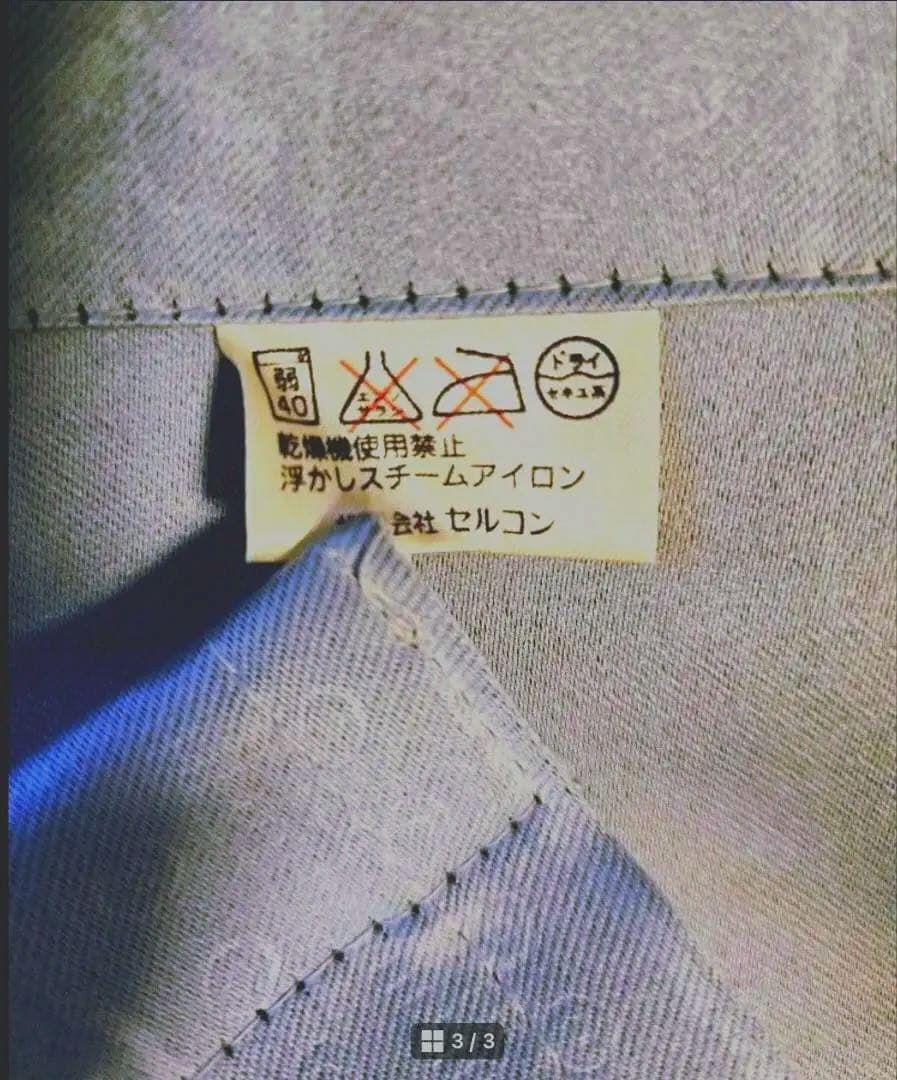 弱 40
エンソ サラシ
ドライ
セキユ系
乾燥機使用禁止
浮かしスチームアイロン
会社 セルコン
3 / 3